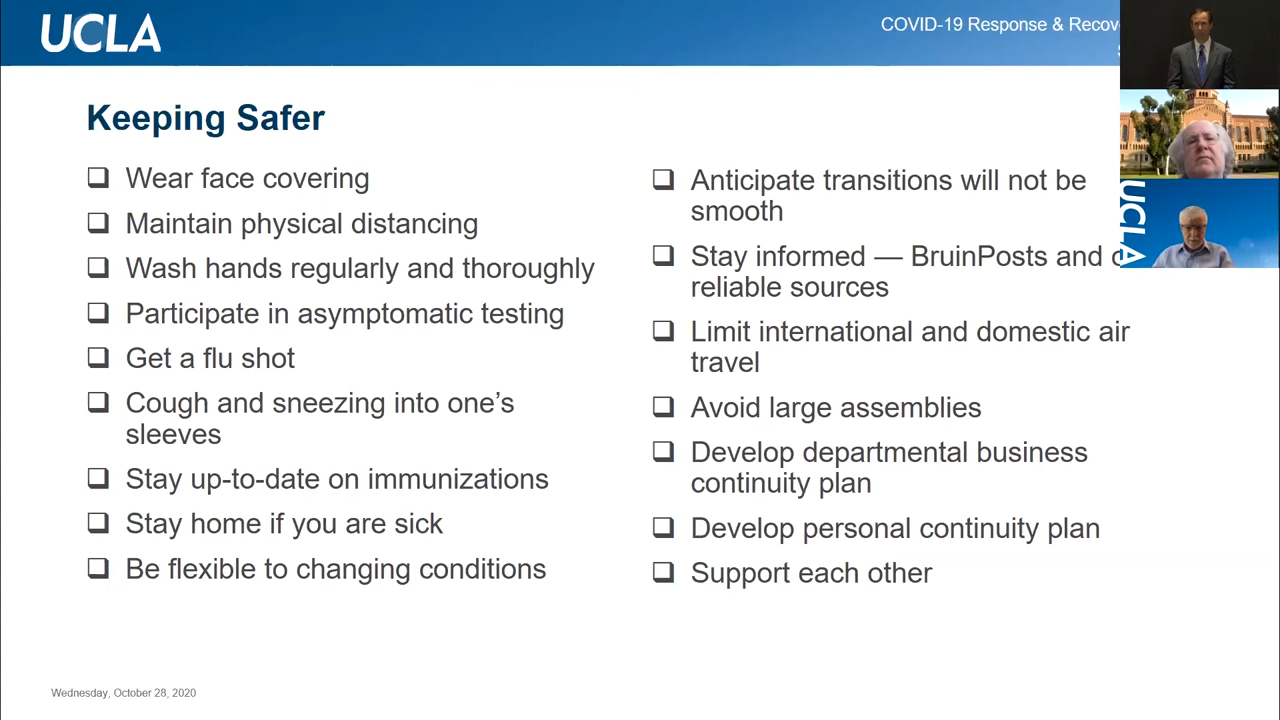 UCLA
COVID-19 Response & Recov
Keeping Safer
Wear face covering
Maintain physical distancing
Wash hands regularly and thoroughly
Participate in asymptomatic testing
Get a flu shot
Cough and sneezing into one’s
sleeves
Stay up-to-date on immunizations
Stay home if you are sick
Be flexible to changing conditions
Anticipate transitions will not be
smooth
Stay informed — BruinPosts and
reliable sources
Limit international and domestic air
travel
Avoid large assemblies
Develop departmental business
continuity plan
Develop personal continuity plan
Support each other
UCLA
Wednesday, October 28, 2020